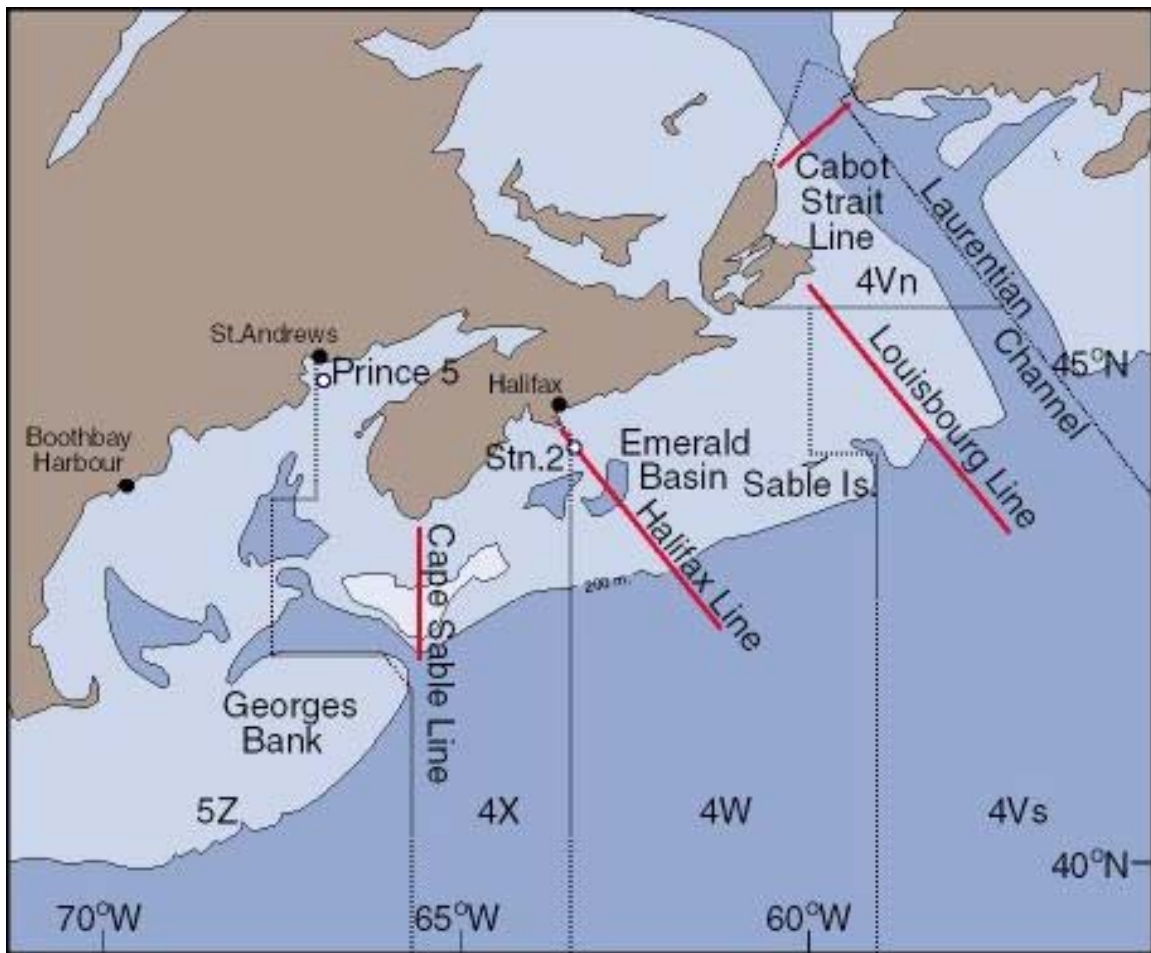 Cabot
Strait
Line
Laurentian
Channel
4Vn
St.Andrews
Prince 5
Louisbourg Line
45°N
Halifax
Boothbay
Harbour
Stn.2
Emerald
Basin
Sable Is.
Halifax Line
Cape Sable Line
200 m.
Georges
Bank
5Z
4X
4W
4Vs
40°N
70°W
65°W
60°W